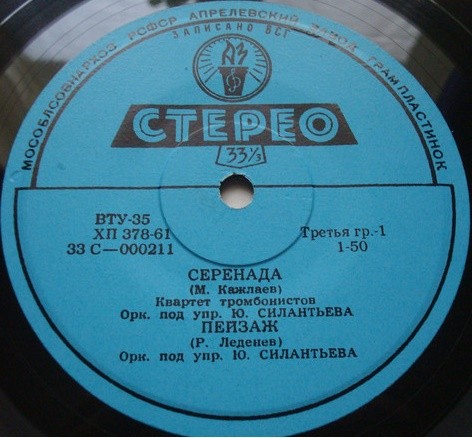 МОСОБЛСОВНАРХОЗ РСФСР АПРЕЛЕВСКИЙ ЗАВОД ГРАМПЛАСТИНОК
ЗАПИСАНО ВСГ
АЗ
СТЕРЕО
33⅓
ВТУ-35
ХП 378-61
33 С—000211
Третья гр.-1
1-50
СЕРЕНАДА
(М. Кажлаев)
Квартет тромбонистов
Орк. под упр. Ю. СИЛАНТЬЕВА
ПЕЙЗАЖ
(Р. Леденев)
Орк. под упр. Ю. СИЛАНТЬЕВА